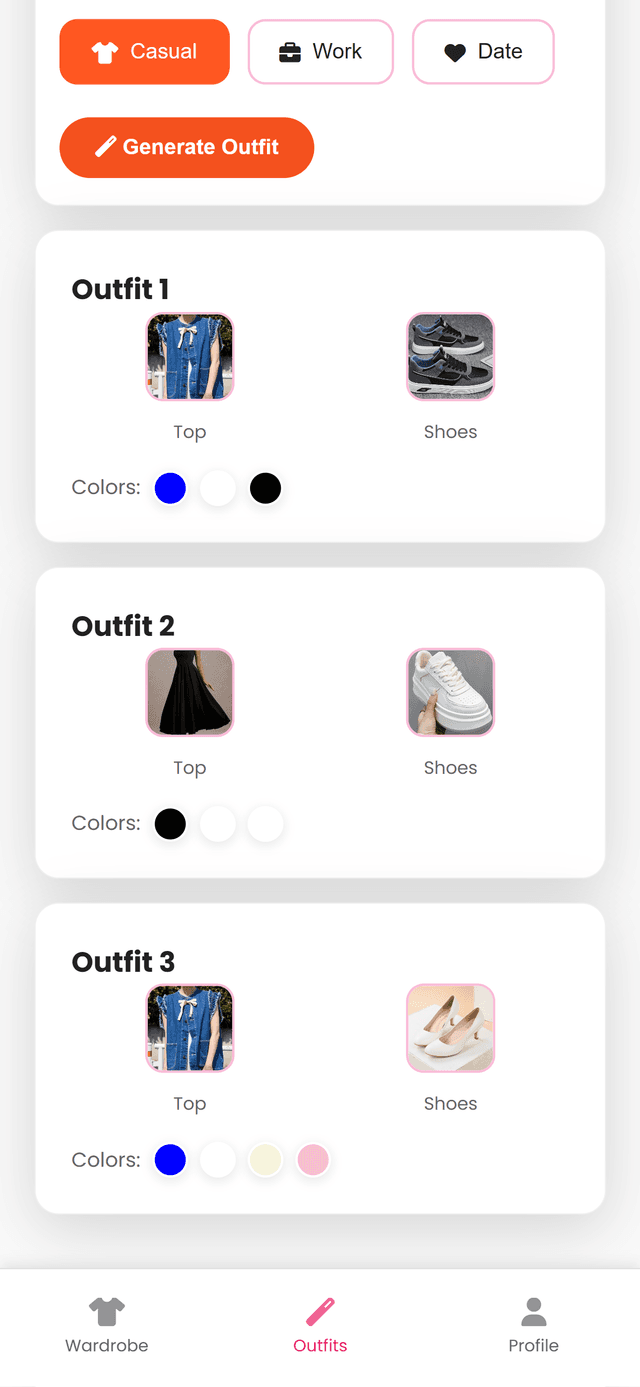 Casual Work Date
Generate Outfit
Outfit 1
Top Shoes
Colors:
Outfit 2
Top Shoes
Colors:
Outfit 3
Top Shoes
Colors:
Wardrobe Outfits Profile